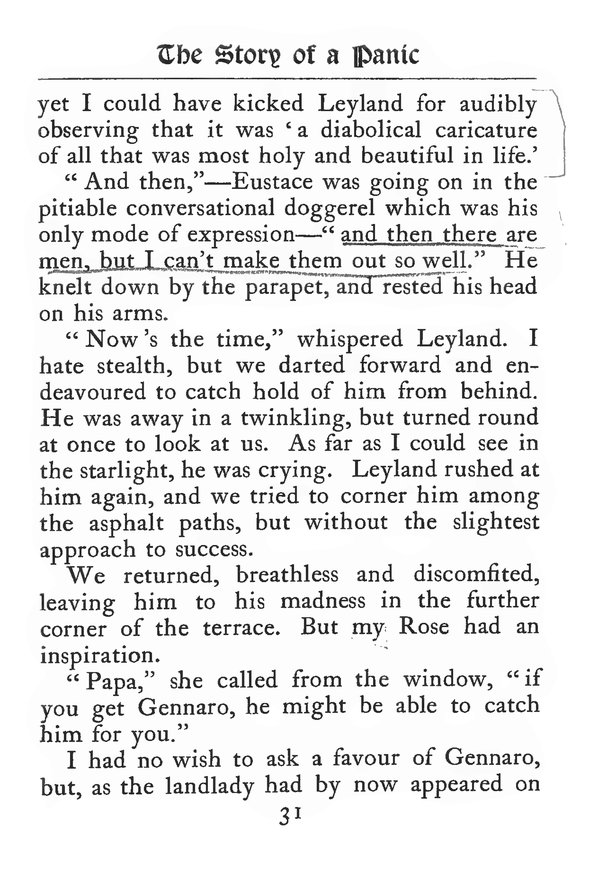 The Story of a Panic
yet I could have kicked Leyland for audibly
observing that it was ‘a diabolical caricature
of all that was most holy and beautiful in life.’
“And then,”—Eustace was going on in the
pitiable conversational doggerel which was his
only mode of expression—“and then there are
men, but I can’t make them out so well.” He
knelt down by the parapet, and rested his head
on his arms.
“Now’s the time,” whispered Leyland. I
hate stealth, but we darted forward and en-
deavoured to catch hold of him from behind.
He was away in a twinkling, but turned round
at once to look at us. As far as I could see in
the starlight, he was crying. Leyland rushed at
him again, and we tried to corner him among
the asphalt paths, but without the slightest
approach to success.
We returned, breathless and discomfited,
leaving him to his madness in the further
corner of the terrace. But my Rose had an
inspiration.
“Papa,” she called from the window, “if
you get Gennaro, he might be able to catch
him for you.”
I had no wish to ask a favour of Gennaro,
but, as the landlady had by now appeared on
31